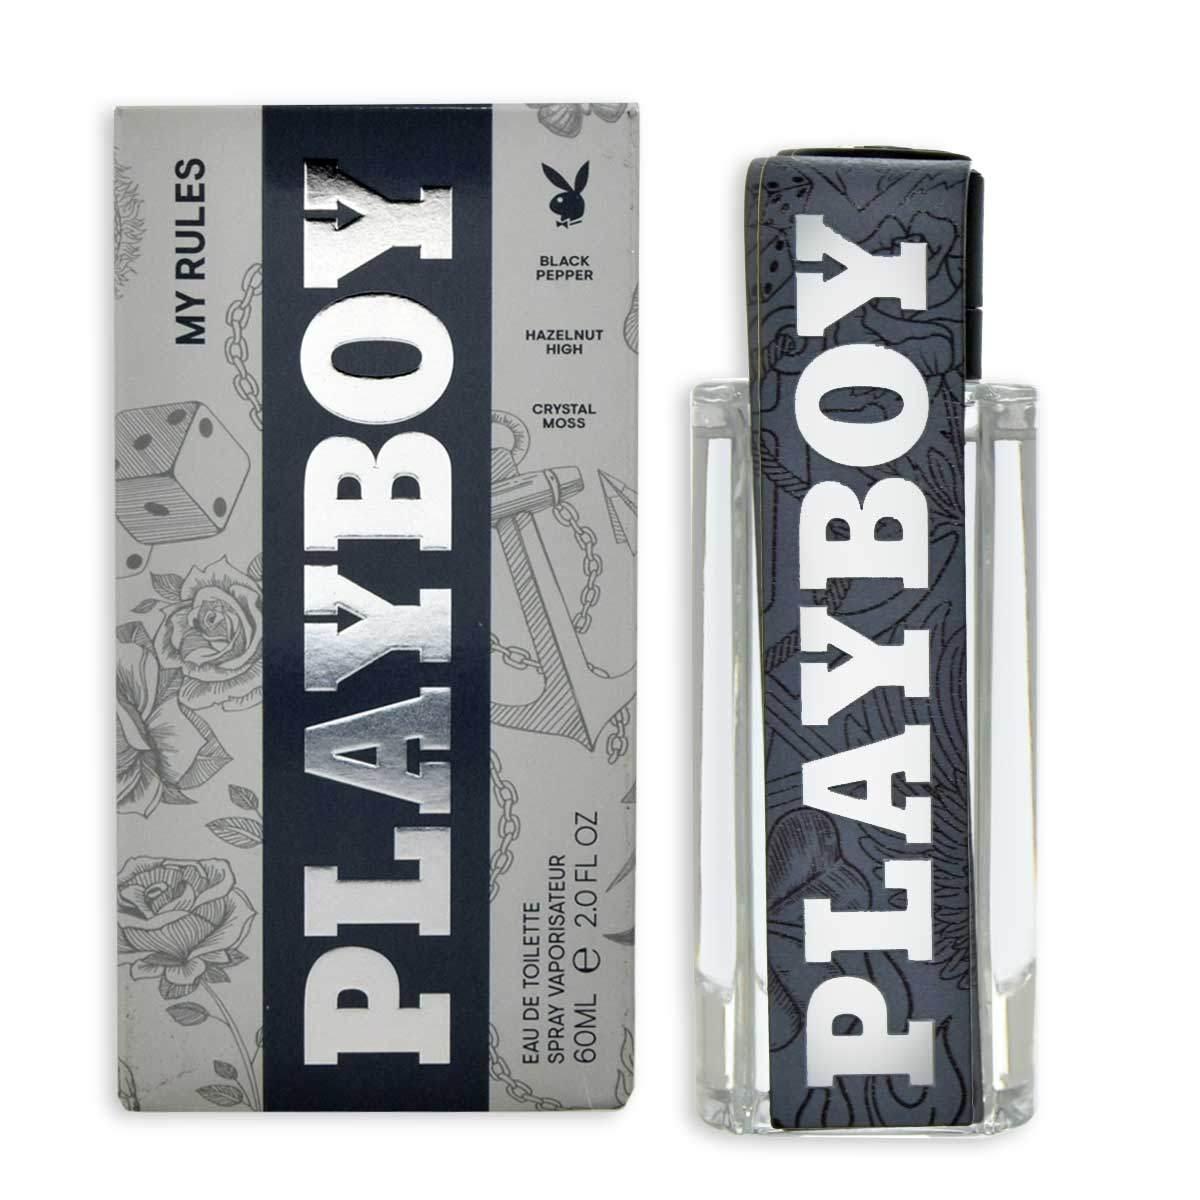 MY RULES
PLAYBOY
BLACK
PEPPER
HAZELNUT
HIGH
CRYSTAL
MOSS
EAU DE TOILETTE
SPRAY VAPORISATEUR
60ML e 2.0 FL OZ
PLAYBOY